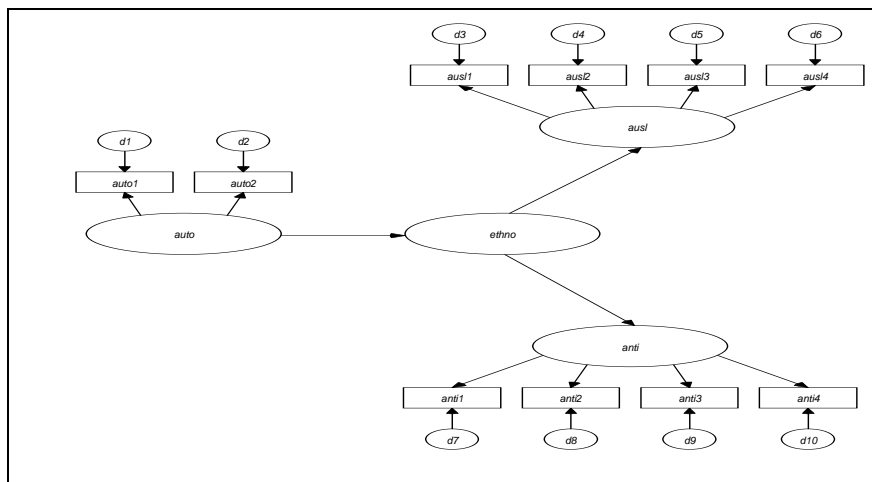 d3 d4 d5 d6
ausl1 ausl2 ausl3 ausl4
ausl
d1 d2
auto1 auto2
auto ethno
anti
anti1 anti2 anti3 anti4
d7 d8 d9 d10